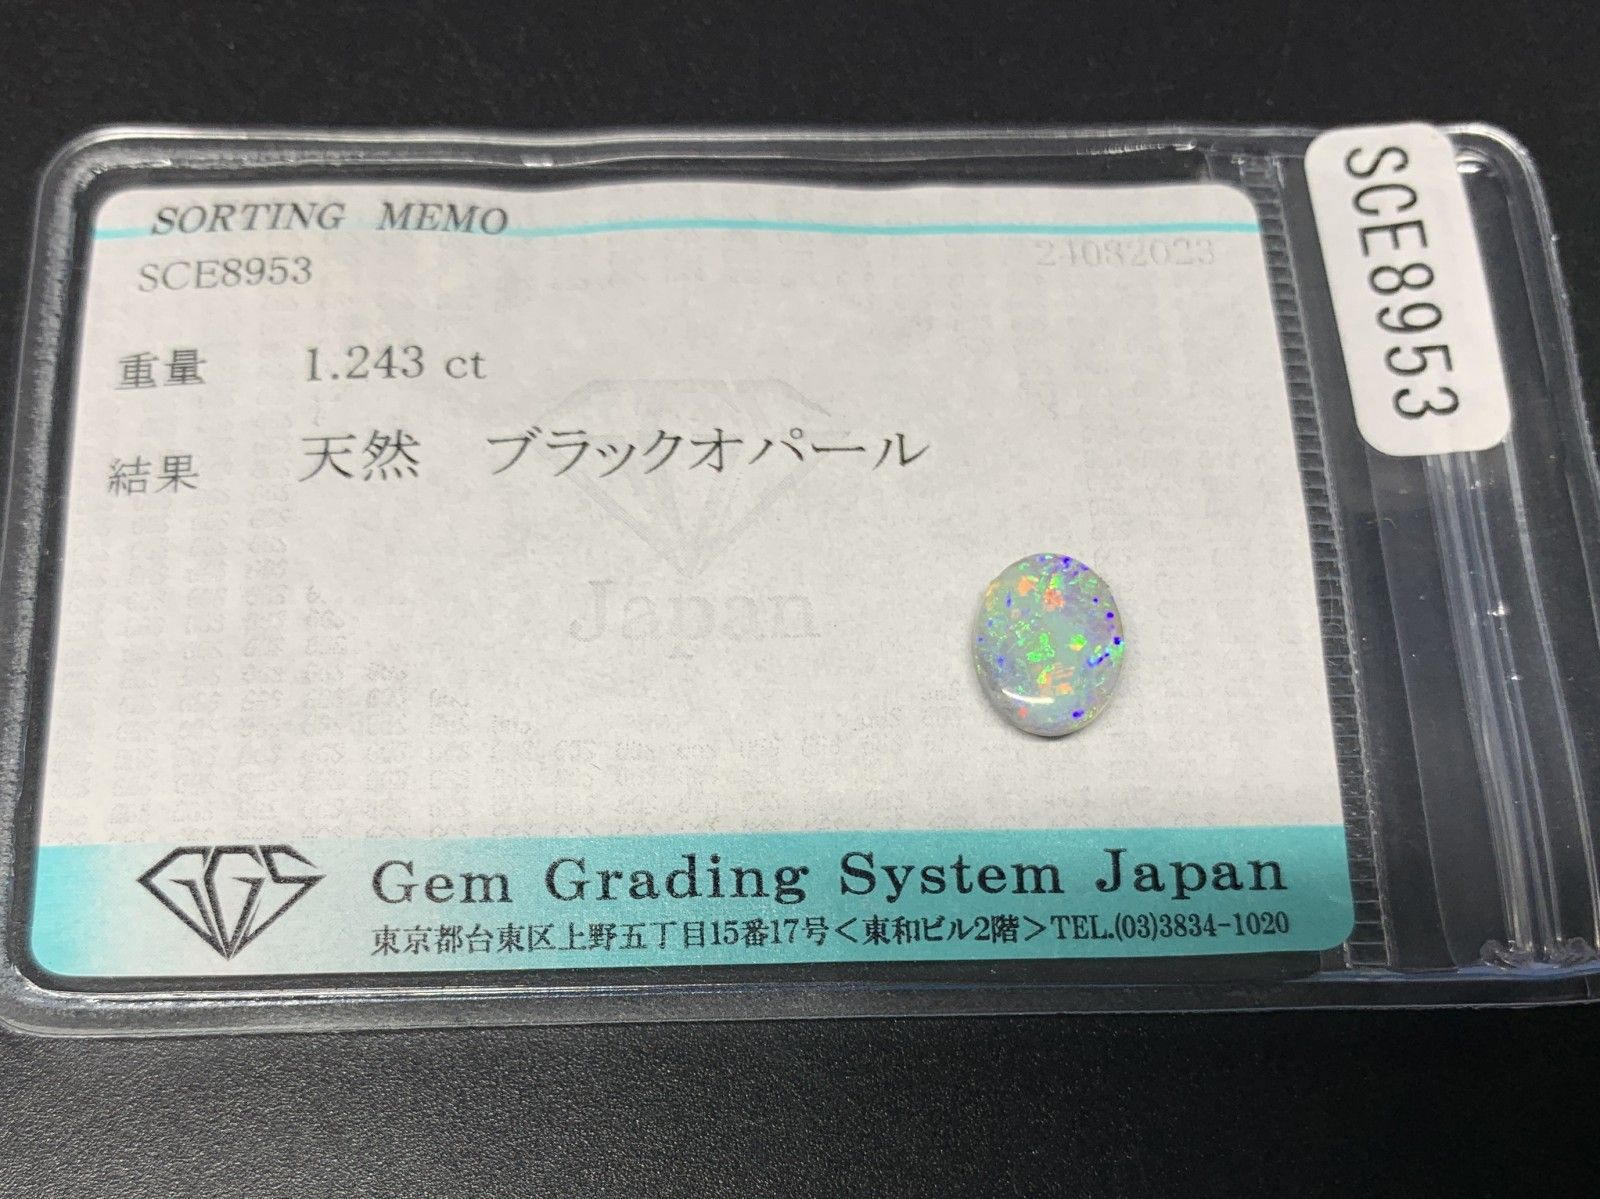 SORTING MEMO
SCE8953
24082023
重量 1.243 ct
結果 天然 ブラックオパール
Japan
GGS
Gem Grading System Japan
東京都台東区上野五丁目15番17号<東和ビル2階>TEL.(03)3834-1020
SCE8953